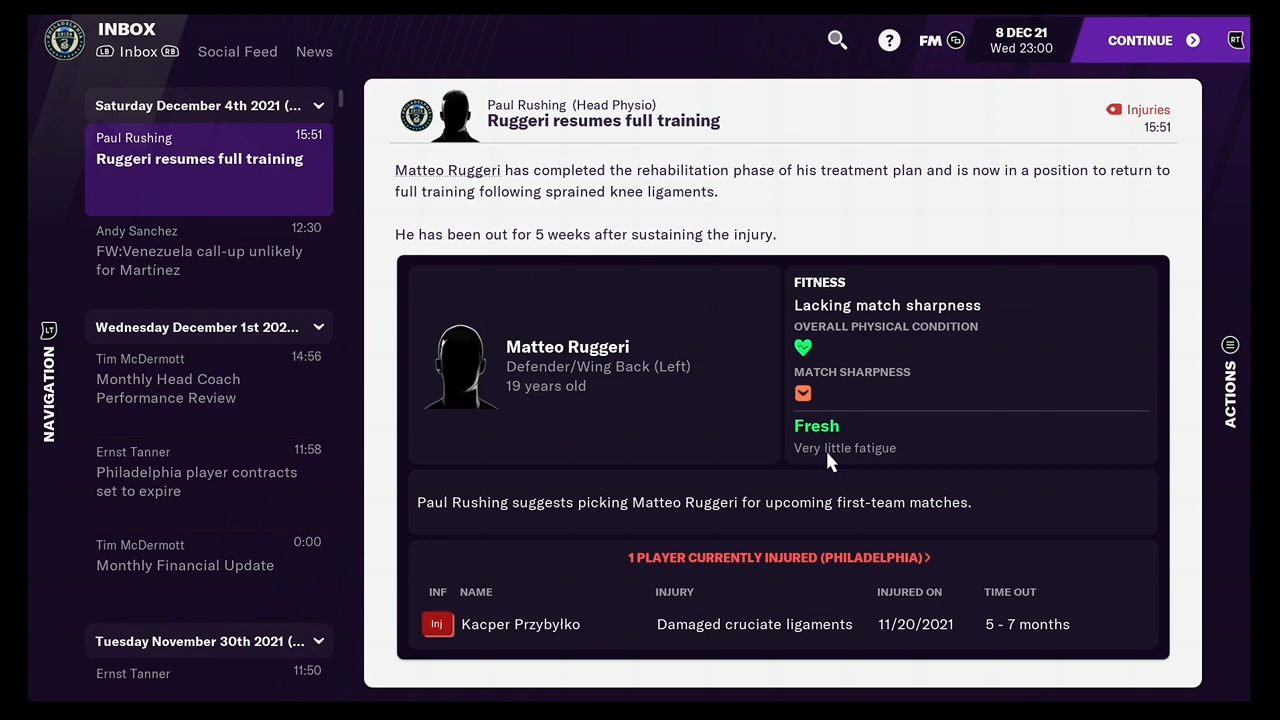 INBOX
LB Inbox RB Social Feed News
FM
8 DEC 21
Wed 23:00
CONTINUE
RT
Saturday December 4th 2021 (...
Paul Rushing 15:51
Ruggeri resumes full training
Andy Sanchez 12:30
FW:Venezuela call-up unlikely
for Martínez
Wednesday December 1st 202...
Tim McDermott 14:56
Monthly Head Coach
Performance Review
Ernst Tanner 11:58
Philadelphia player contracts
set to expire
Tim McDermott 0:00
Monthly Financial Update
Tuesday November 30th 2021 (...
Ernst Tanner 11:50
LT
NAVIGATION
Paul Rushing (Head Physio)
Ruggeri resumes full training
Injuries
15:51
Matteo Ruggeri has completed the rehabilitation phase of his treatment plan and is now in a position to return to
full training following sprained knee ligaments.
He has been out for 5 weeks after sustaining the injury.
Matteo Ruggeri
Defender/Wing Back (Left)
19 years old
FITNESS
Lacking match sharpness
OVERALL PHYSICAL CONDITION
MATCH SHARPNESS
Fresh
Very little fatigue
Paul Rushing suggests picking Matteo Ruggeri for upcoming first-team matches.
1 PLAYER CURRENTLY INJURED (PHILADELPHIA)
INF NAME INJURY INJURED ON TIME OUT
Inj Kacper Przybyłko Damaged cruciate ligaments 11/20/2021 5 - 7 months
ACTIONS